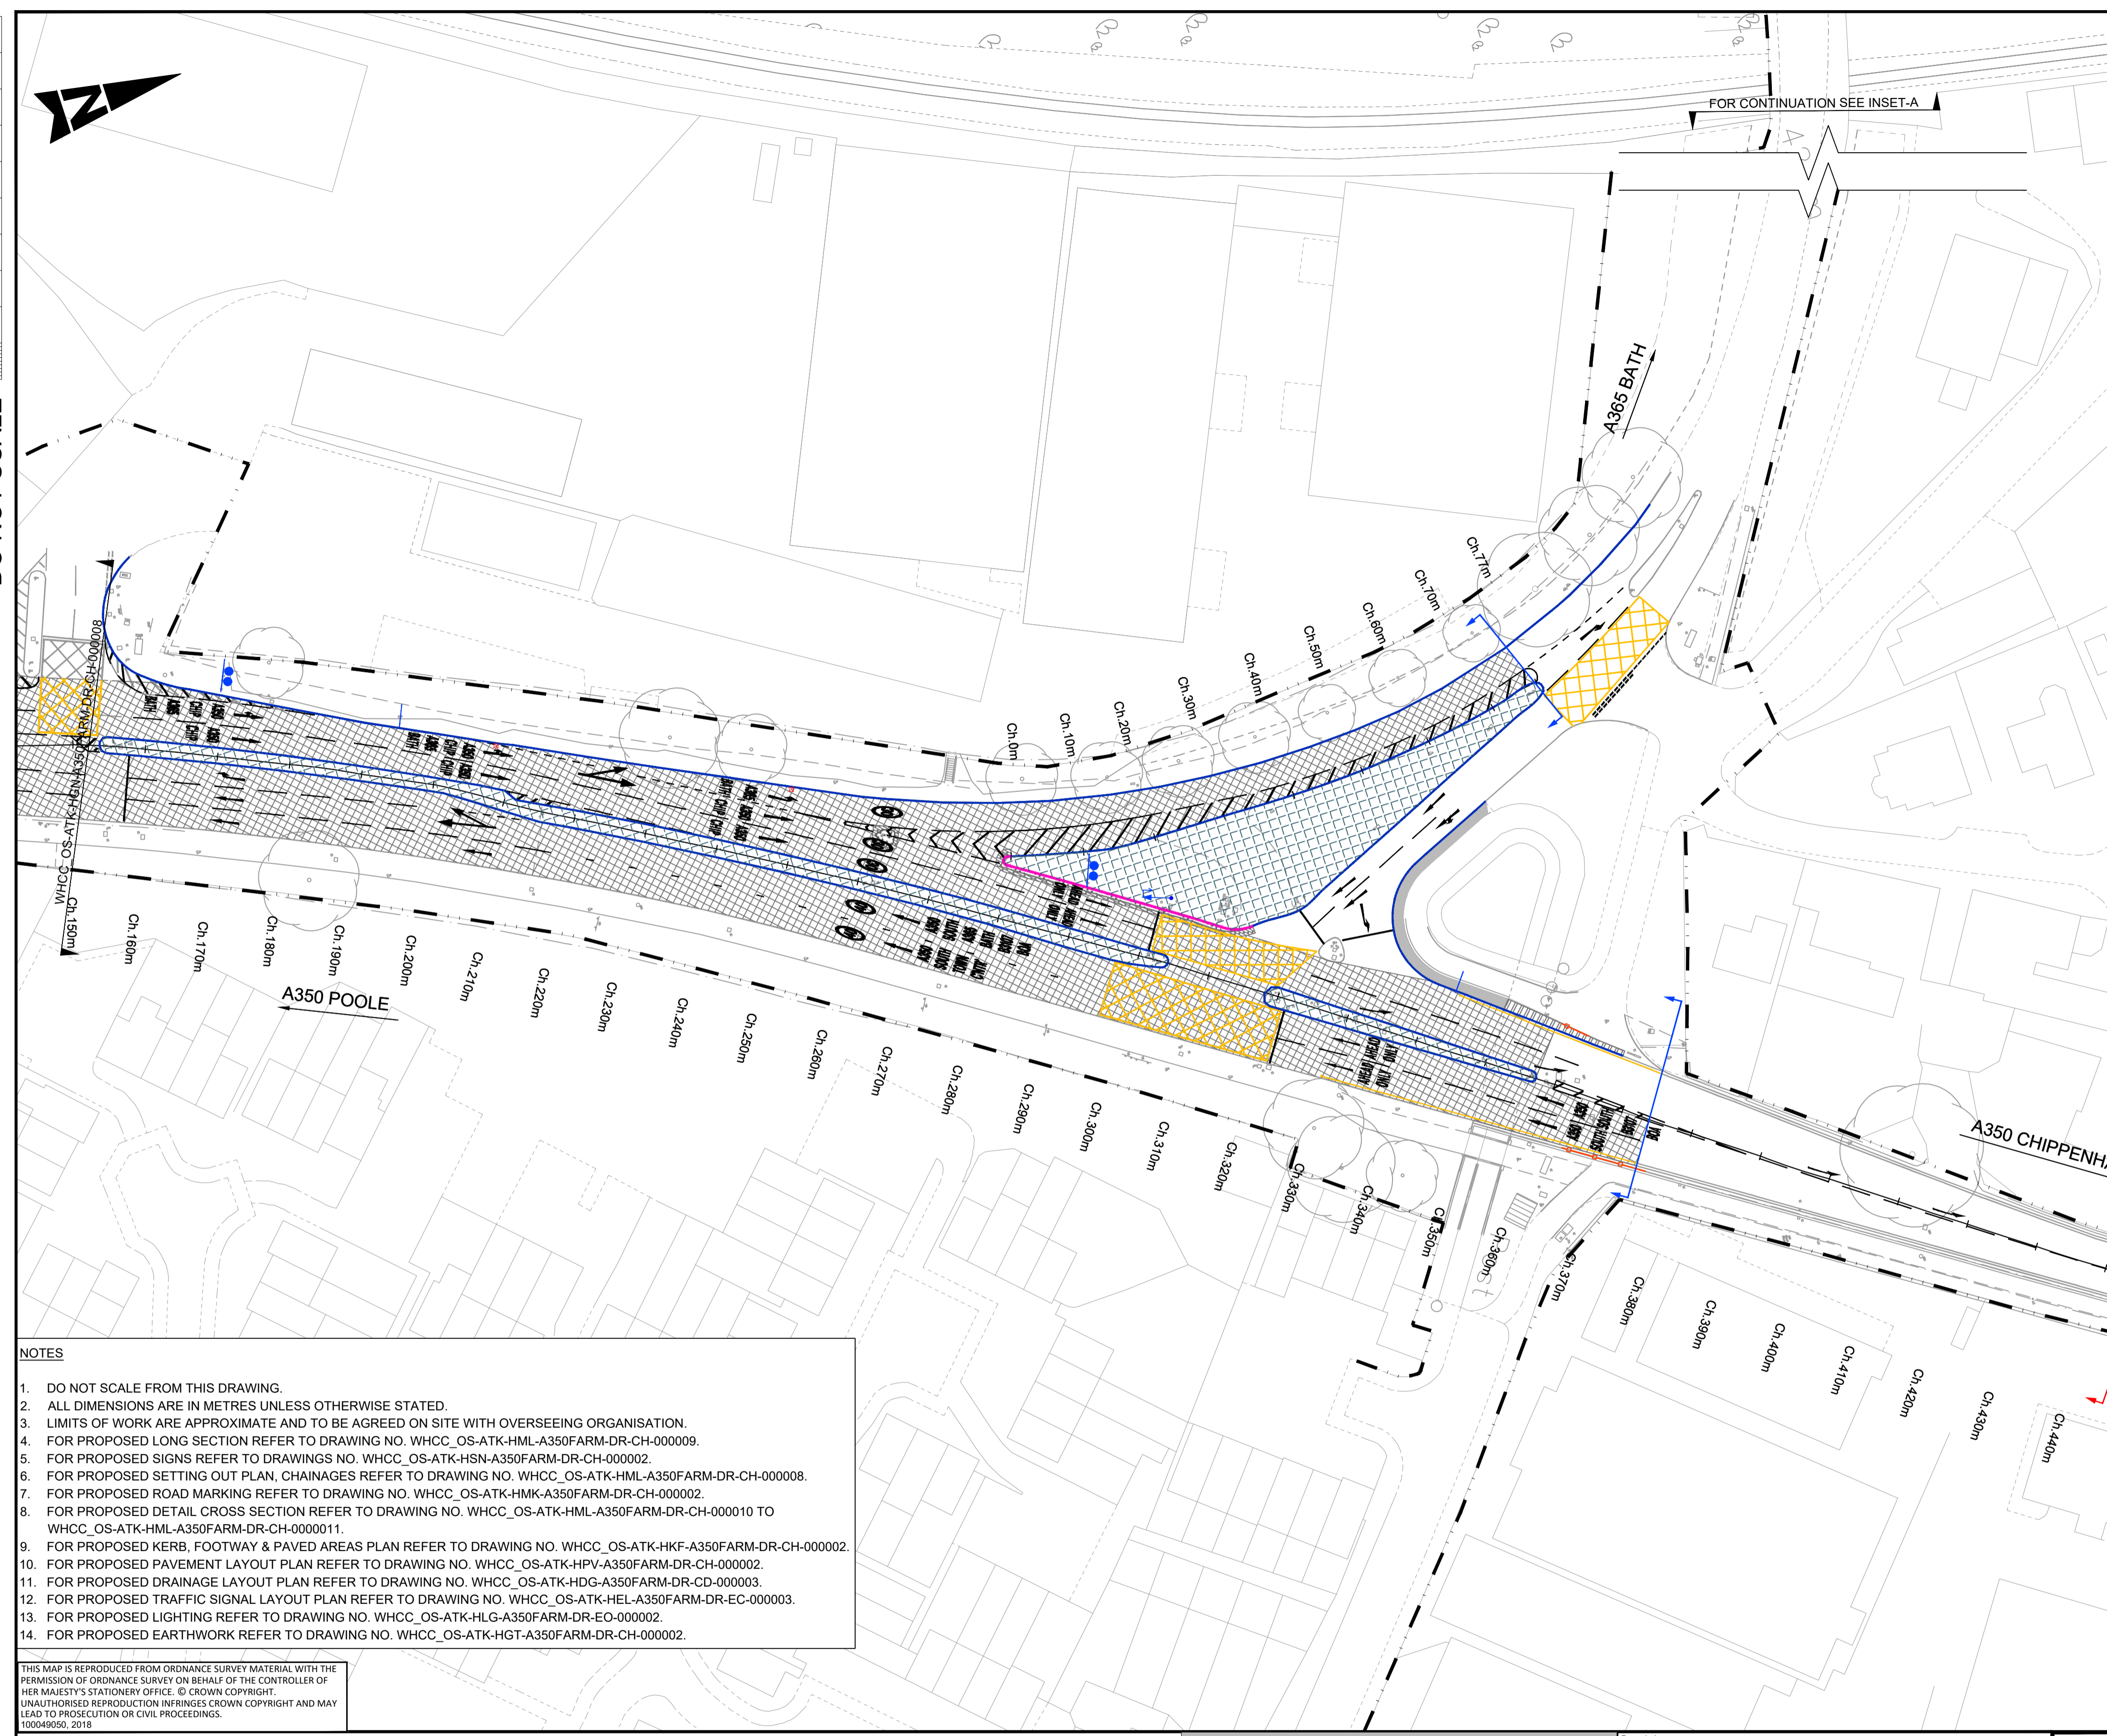 FOR CONTINUATION SEE INSET-A
A365 BATH
Ch.0m
Ch.10m
Ch.20m
Ch.30m
Ch.40m
Ch.50m
Ch.60m
Ch.70m
Ch.77m
A350 POOLE
Ch.150m
Ch.160m
Ch.170m
Ch.180m
Ch.190m
Ch.200m
Ch.210m
Ch.220m
Ch.230m
Ch.240m
Ch.250m
Ch.260m
Ch.270m
Ch.280m
Ch.290m
Ch.300m
Ch.310m
Ch.320m
Ch.330m
Ch.340m
Ch.350m
Ch.360m
Ch.370m
Ch.380m
Ch.390m
Ch.400m
Ch.410m
Ch.420m
Ch.430m
Ch.440m
AHEAD AHEAD
ONLY ONLY
AHEAD AHEAD
ONLY ONLY
NOTES
1. DO NOT SCALE FROM THIS DRAWING.
2. ALL DIMENSIONS ARE IN METRES UNLESS OTHERWISE STATED.
3. LIMITS OF WORK ARE APPROXIMATE AND TO BE AGREED ON SITE WITH OVERSEEING ORGANISATION.
4. FOR PROPOSED LONG SECTION REFER TO DRAWING NO. WHCC_OS-ATK-HML-A350FARM-DR-CH-000009.
5. FOR PROPOSED SIGNS REFER TO DRAWINGS NO. WHCC_OS-ATK-HSN-A350FARM-DR-CH-000002.
6. FOR PROPOSED SETTING OUT PLAN, CHAINAGES REFER TO DRAWING NO. WHCC_OS-ATK-HML-A350FARM-DR-CH-000008.
7. FOR PROPOSED ROAD MARKING REFER TO DRAWING NO. WHCC_OS-ATK-HMK-A350FARM-DR-CH-000002.
8. FOR PROPOSED DETAIL CROSS SECTION REFER TO DRAWING NO. WHCC_OS-ATK-HML-A350FARM-DR-CH-000010 TO
WHCC_OS-ATK-HML-A350FARM-DR-CH-0000011.
9. FOR PROPOSED KERB, FOOTWAY & PAVED AREAS PLAN REFER TO DRAWING NO. WHCC_OS-ATK-HKF-A350FARM-DR-CH-000002.
10. FOR PROPOSED PAVEMENT LAYOUT PLAN REFER TO DRAWING NO. WHCC_OS-ATK-HPV-A350FARM-DR-CH-000002.
11. FOR PROPOSED DRAINAGE LAYOUT PLAN REFER TO DRAWING NO. WHCC_OS-ATK-HDG-A350FARM-DR-CD-000003.
12. FOR PROPOSED TRAFFIC SIGNAL LAYOUT PLAN REFER TO DRAWING NO. WHCC_OS-ATK-HEL-A350FARM-DR-EC-000003.
13. FOR PROPOSED LIGHTING REFER TO DRAWING NO. WHCC_OS-ATK-HLG-A350FARM-DR-EO-000002.
14. FOR PROPOSED EARTHWORK REFER TO DRAWING NO. WHCC_OS-ATK-HGT-A350FARM-DR-CH-000002.
THIS MAP IS REPRODUCED FROM ORDNANCE SURVEY MATERIAL WITH THE
PERMISSION OF ORDNANCE SURVEY ON BEHALF OF THE CONTROLLER OF
HER MAJESTY'S STATIONERY OFFICE. © CROWN COPYRIGHT.
UNAUTHORISED REPRODUCTION INFRINGES CROWN COPYRIGHT AND MAY
LEAD TO PROSECUTION OR CIVIL PROCEEDINGS.
100049050, 2018
WHCC_OS-ATK-HGN-A350FARM-DR-CH-000008
A350